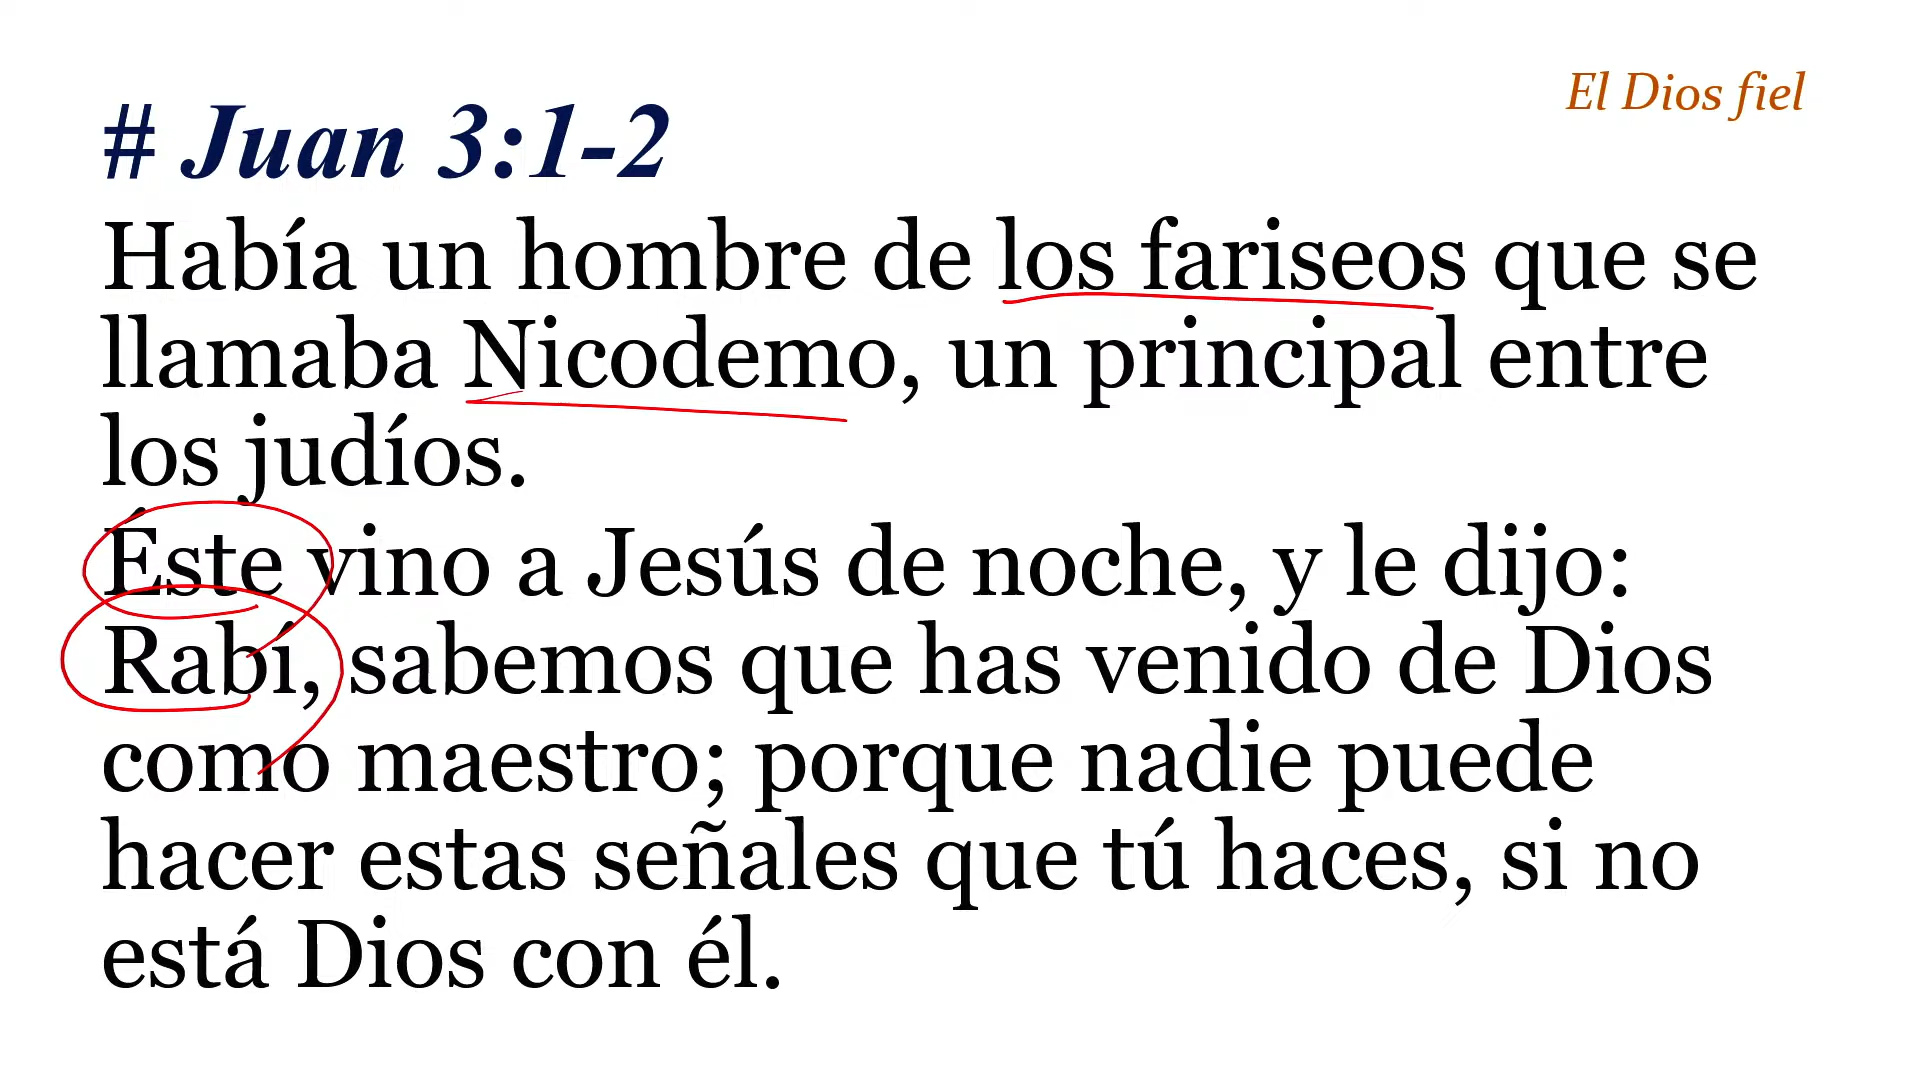 El Dios fiel
# Juan 3:1-2
Había un hombre de los fariseos que se
llamaba Nicodemo, un principal entre
los judíos.
Éste vino a Jesús de noche, y le dijo:
Rabí, sabemos que has venido de Dios
como maestro; porque nadie puede
hacer estas señales que tú haces, si no
está Dios con él.